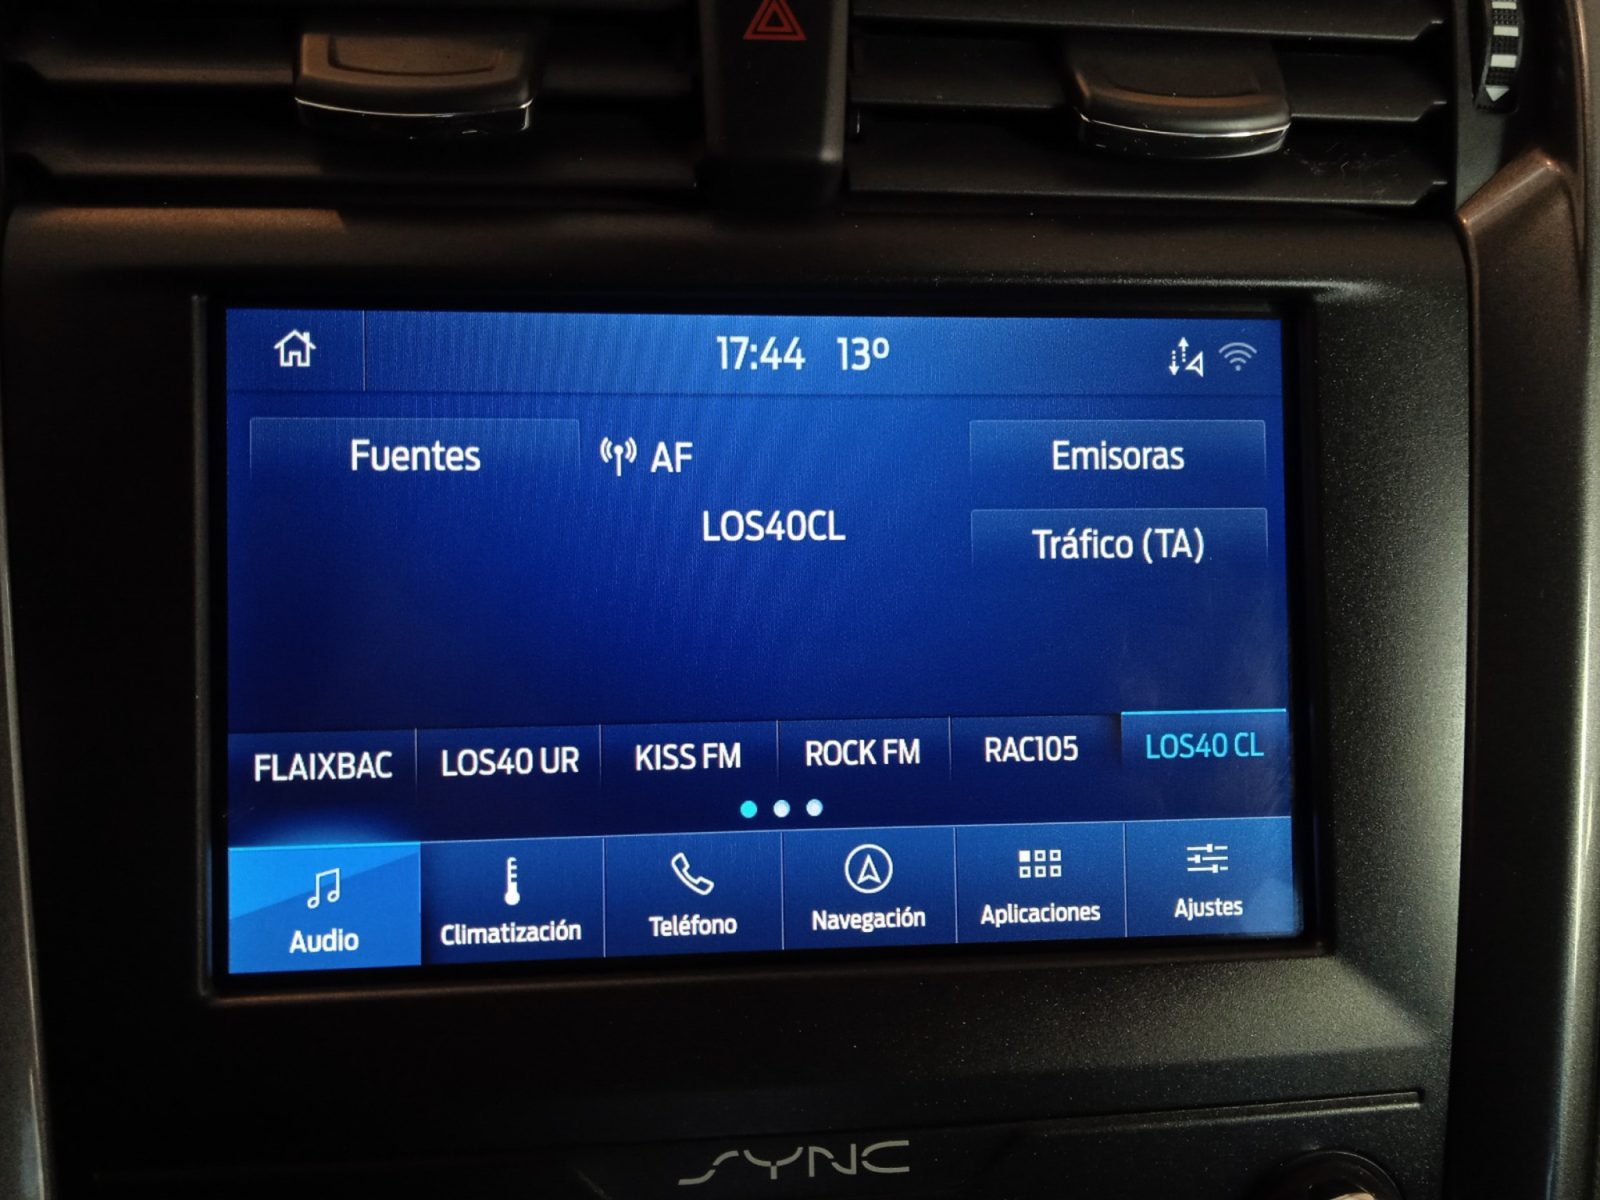 17:44 13º
Fuentes
AF
Emisoras
LOS40CL
Tráfico (TA)
FLAIXBAC
LOS40 UR
KISS FM
ROCK FM
RAC105
LOS40 CL
Audio
Climatización
Teléfono
Navegación
Aplicaciones
Ajustes
SYNC